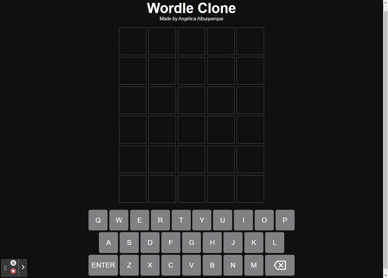 Wordle Clone
Made by Angélica Albuquerque
Q W E R T Y U I O P
A S D F G H J K L
ENTER Z X C V B N M